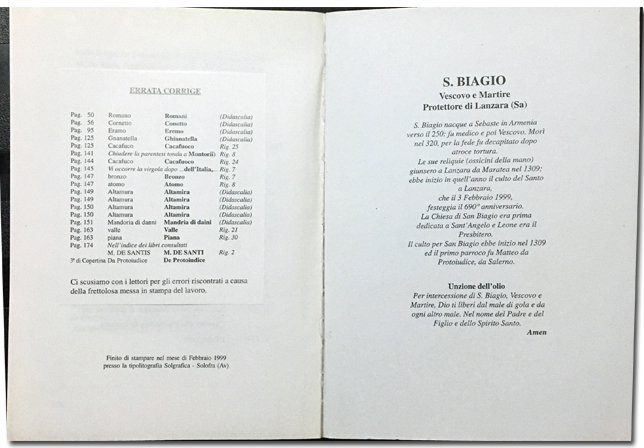 ERRATA CORRIGE
Pag. 50 Romano Romoni (Didascalia)
Pag. 56 Cornetto Conetto (Didascalia)
Pag. 95 Eramo Eremo (Didascalia)
Pag. 125 Gnanatella Ghianatella (Didascalia)
Pag. 125 Cacafuco Cacafuoco Rig. 25
Pag. 141 Chiudere la parentesi tonda a Montorii) Rig. 8
Pag. 144 Cacafuco Cacafuoco Rig. 24
Pag. 145 Vi occorre la virgola dopo ..dell'Italia,.. Rig. 7
Pag. 147 bronzo Bronzo Rig. 7
Pag. 147 atomo Atomo Rig. 8
Pag. 149 Altamura Altamira (Didascalia)
Pag. 149 Altamura Altamira (Didascalia)
Pag. 150 Altamura Altamira (Didascalia)
Pag. 150 Altamura Altamira (Didascalia)
Pag. 151 Mandoria di danni Mandria di daini (Didascalia)
Pag. 163 valle Valle Rig. 21
Pag. 163 piana Piana Rig. 30
Pag. 174 Nell'indice dei libri consultati
M. DE SANTIS M. DE SANTI Rig. 2
3ª di Copertina Da Protoiudice De Protoiudice
Ci scusiamo con i lettori per gli errori riscontrati a causa
della frettolosa messa in stampa del lavoro.
Finito di stampare nel mese di Febbraio 1999
presso la tipolitografia Solgrafica - Solofra (Av)
S. BIAGIO
Vescovo e Martire
Protettore di Lanzara (Sa)
S. Biagio nacque a Sebaste in Armenia
verso il 250: fu medico e poi Vescovo. Morì
nel 320, per la fede fu decapitato dopo
atroce tortura.
Le sue reliquie (ossicini della mano)
giunsero a Lanzara da Maratea nel 1309;
ebbe inizio in quell'anno il culto del Santo
a Lanzara,
che il 3 Febbraio 1999,
festeggia il 690° anniversario.
La Chiesa di San Biagio era prima
dedicata a Sant'Angelo e Leone era il
Presbitero.
Il culto per San Biagio ebbe inizio nel 1309
ed il primo parroco fu Matteo da
Protoiudice, da Salerno.
Unzione dell'olio
Per intercessione di S. Biagio, Vescovo e
Martire, Dio ti liberi dal male di gola e da
ogni altro male. Nel nome del Padre e del
Figlio e dello Spirito Santo.
Amen